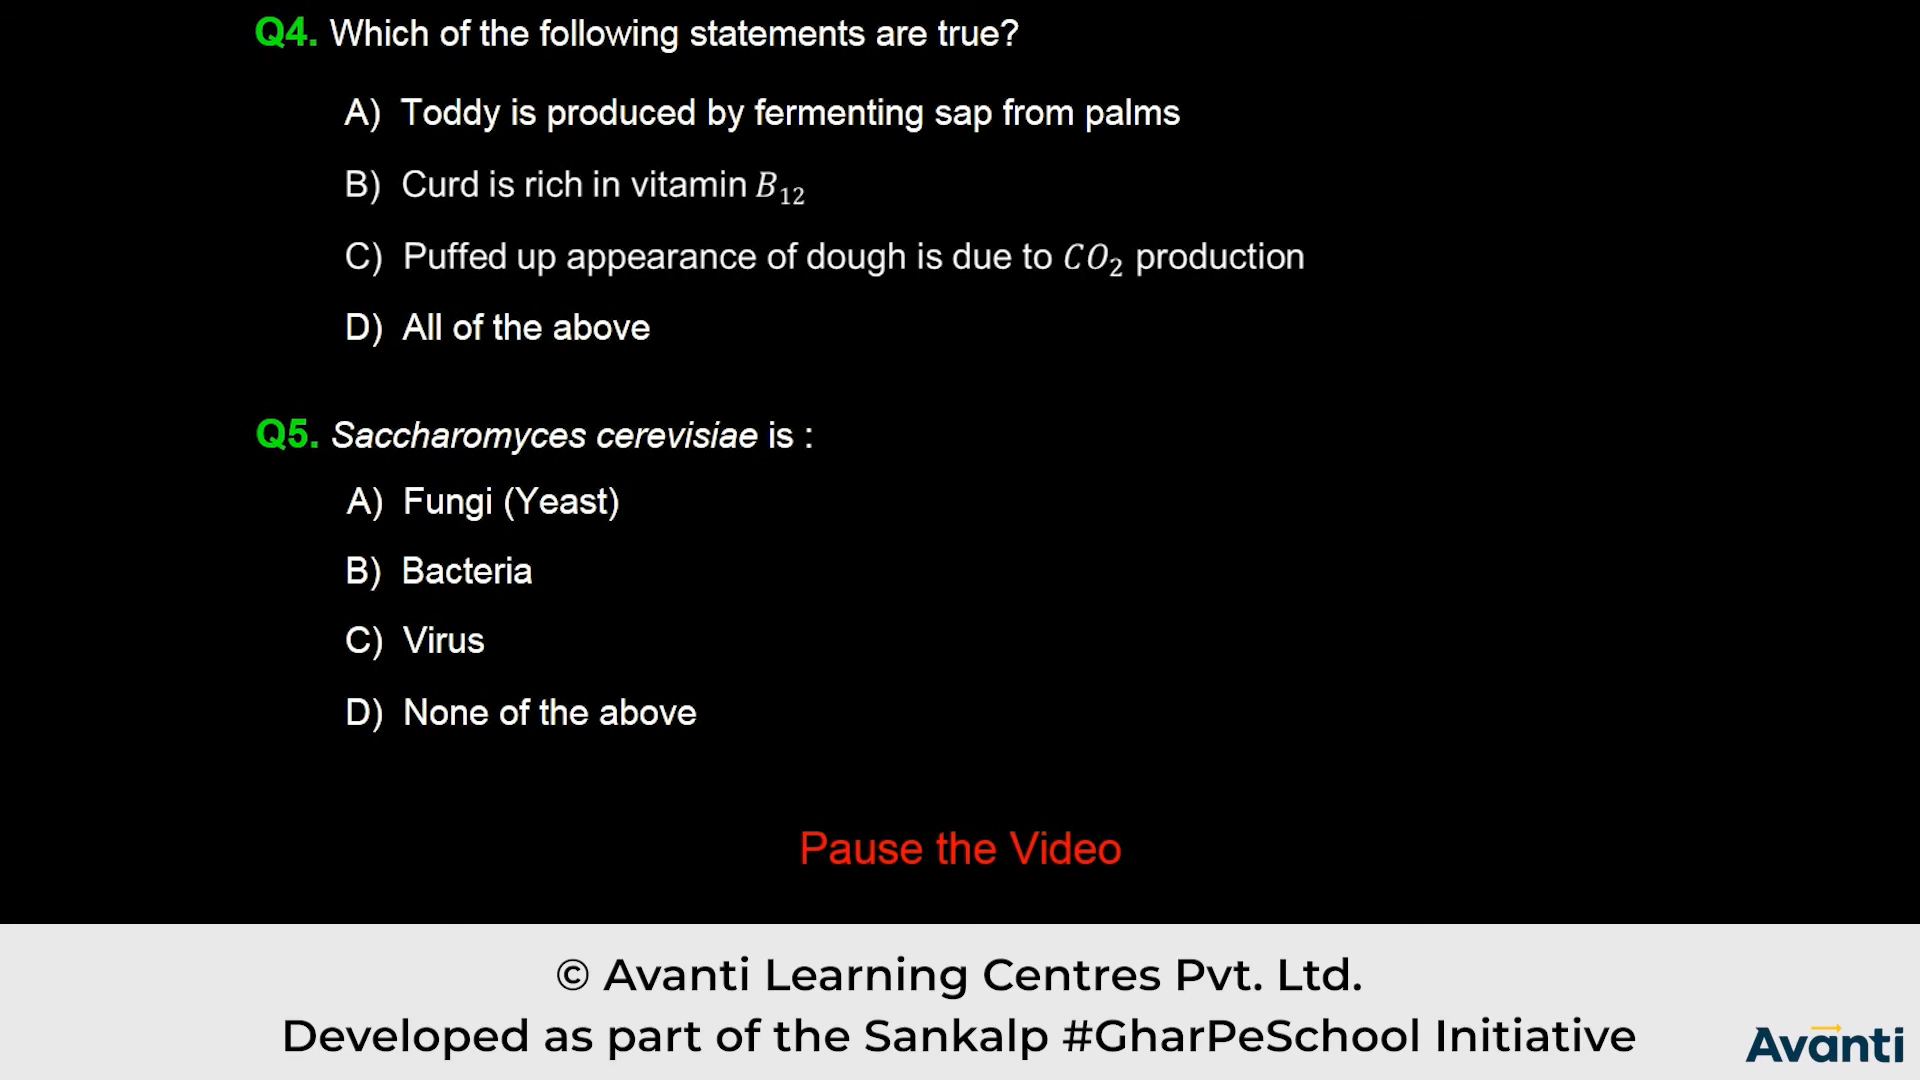 Q4. Which of the following statements are true?
A) Toddy is produced by fermenting sap from palms
B) Curd is rich in vitamin B₁₂
C) Puffed up appearance of dough is due to CO₂ production
D) All of the above
Q5. Saccharomyces cerevisiae is :
A) Fungi (Yeast)
B) Bacteria
C) Virus
D) None of the above
Pause the Video
© Avanti Learning Centres Pvt. Ltd.
Developed as part of the Sankalp #GharPeSchool Initiative
Avanti